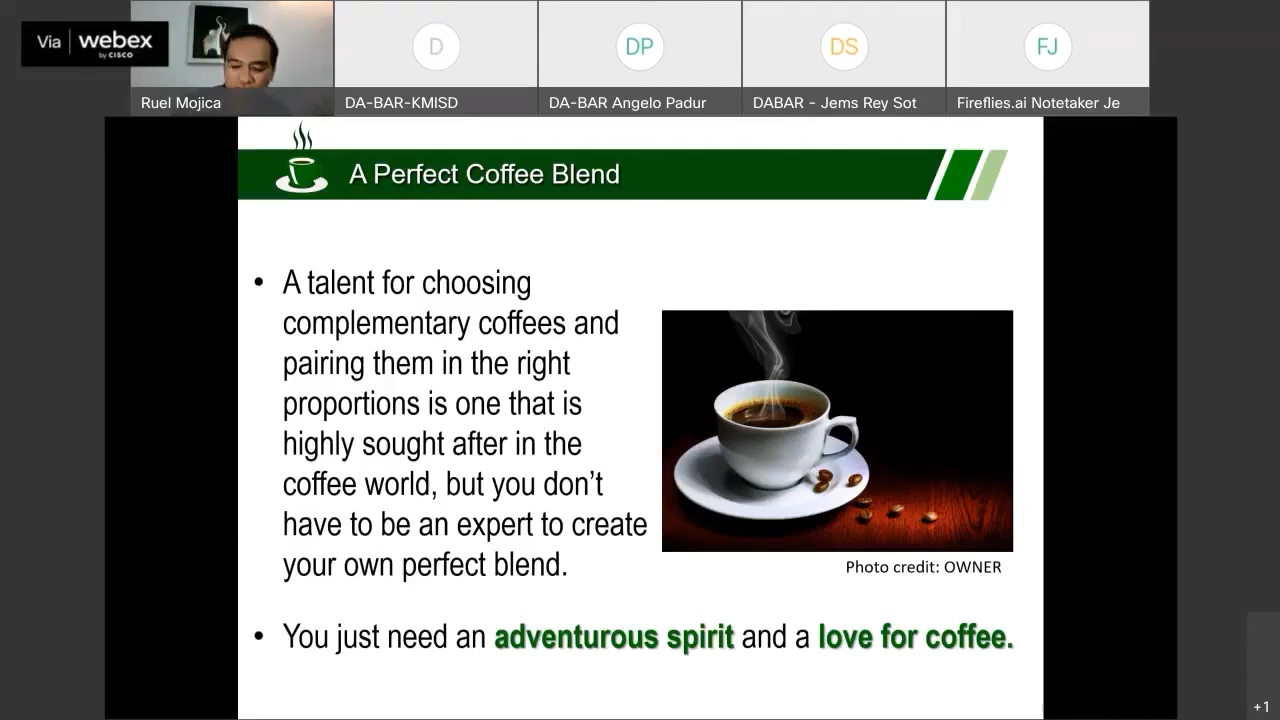 Via webex
by CISCO
D
DP
DS
FJ
Ruel Mojica
DA-BAR-KMISD
DA-BAR Angelo Padur
DABAR - Jems Rey Sot
Fireflies.ai Notetaker Je
A Perfect Coffee Blend
• A talent for choosing
complementary coffees and
pairing them in the right
proportions is one that is
highly sought after in the
coffee world, but you don’t
have to be an expert to create
your own perfect blend.
Photo credit: OWNER
• You just need an adventurous spirit and a love for coffee.
+1